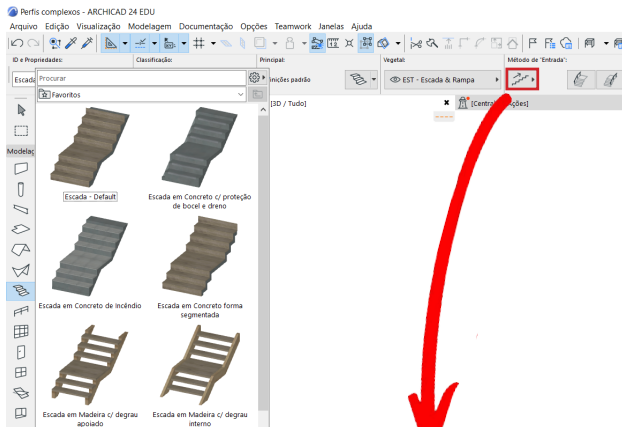 Perfis complexos - ARCHICAD 24 EDU
Arquivo Edição Visualização Modelagem Documentação Opções Teamwork Janelas Ajuda
ID e Propriedades: Classificação: Principal: Vegetal: Método de 'Entrada':
Escada
Procurar
inições padrão
EST - Escada & Rampa
Favoritos
[3D / Tudo]
[Central
ções]
Modelaç
Escada - Default
Escada em Concreto c/ proteção
de bocel e dreno
Escada em Concreto de Incêndio
Escada em Concreto forma
segmentada
Escada em Madeira c/ degrau
apoiado
Escada em Madeira c/ degrau
interno